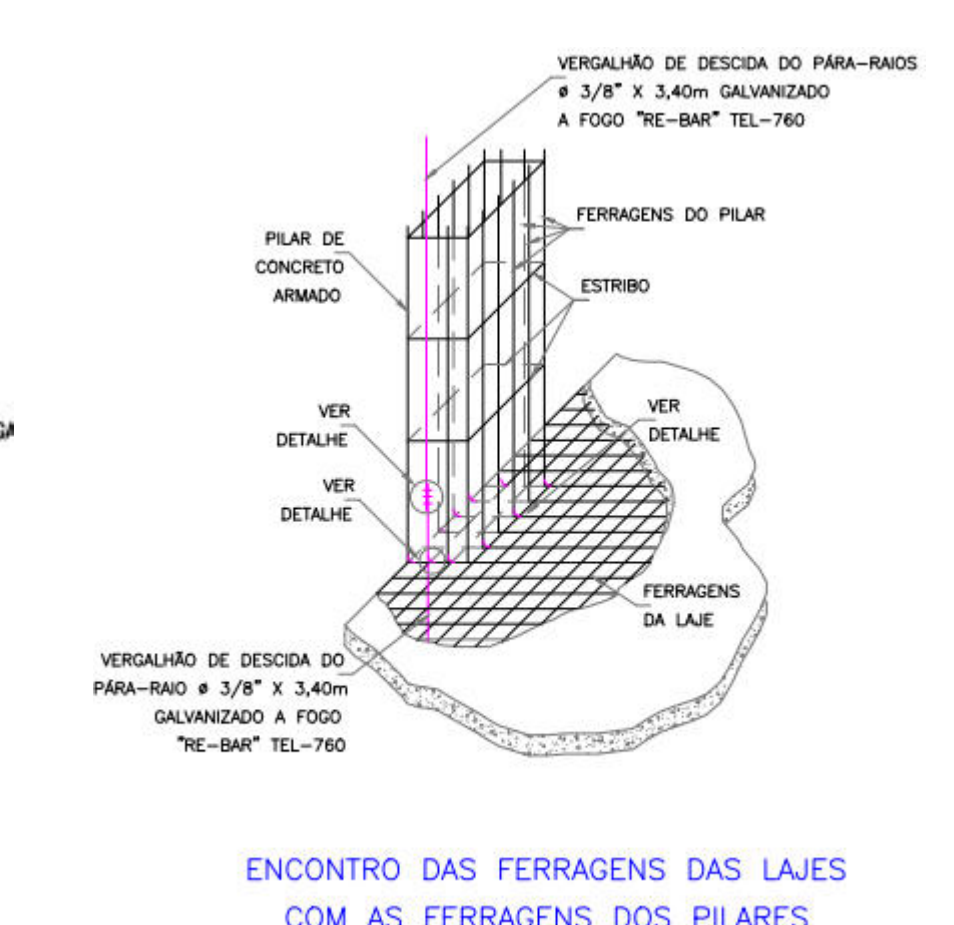 VERGALHÃO DE DESCIDA DO PÁRA-RAIOS
ø 3/8" X 3,40m GALVANIZADO
A FOGO "RE-BAR" TEL-760
FERRAGENS DO PILAR
PILAR DE
CONCRETO
ARMADO
ESTRIBO
VER
DETALHE
VER
DETALHE
VER
DETALHE
GA
FERRAGENS
DA LAJE
VERGALHÃO DE DESCIDA DO
PÁRA-RAIO ø 3/8" X 3,40m
GALVANIZADO A FOGO
"RE-BAR" TEL-760
ENCONTRO DAS FERRAGENS DAS LAJES
COM AS FERRAGENS DOS PILARES